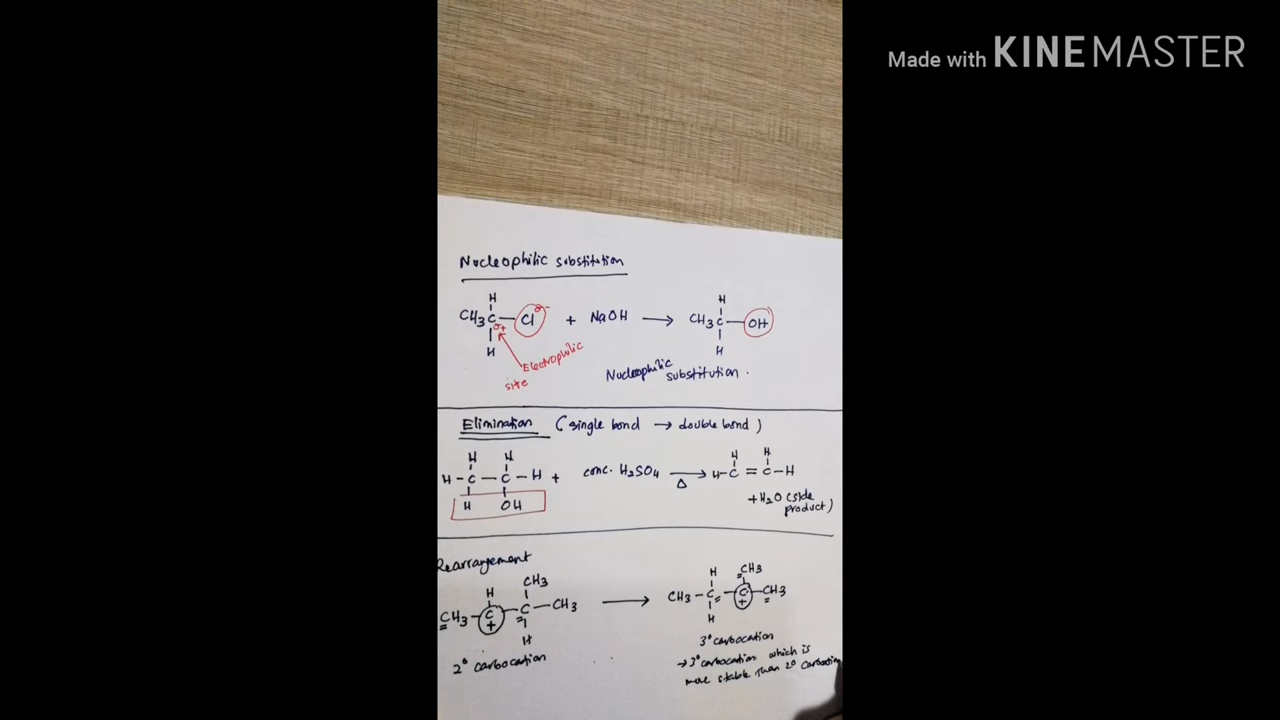 Made with KINEMASTER
Nucleophilic substitution
H
CH3 C — Cl + NaOH → CH3 C — OH
H
σ+ σ-
H
H
Electrophilic
site
Nucleophilic
substitution.
Elimination (single bond → double bond)
H H
H - C - C - H + conc. H2SO4 → H - C = C - H
Δ
H H
H OH
+ H2O (side
product)
Rearrangement
H CH3
CH3 - C - C - CH3 → CH3 - C - C - CH3
+
H
H CH3
+
H
2° carbocation
3° carbocation
→ 3° carbocation which is
more stable than 2°